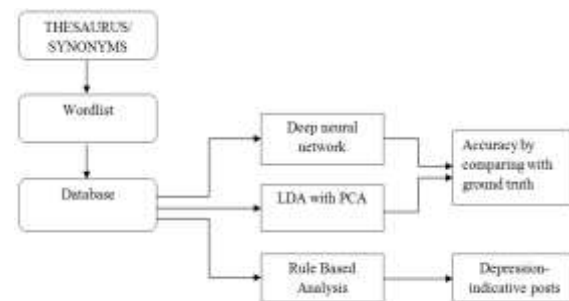 THESAURUS/
SYNONYMS
Wordlist
Database
Deep neural
network
LDA with PCA
Rule Based
Analysis
Accuracy by
comparing with
ground truth
Depression-
indicative posts